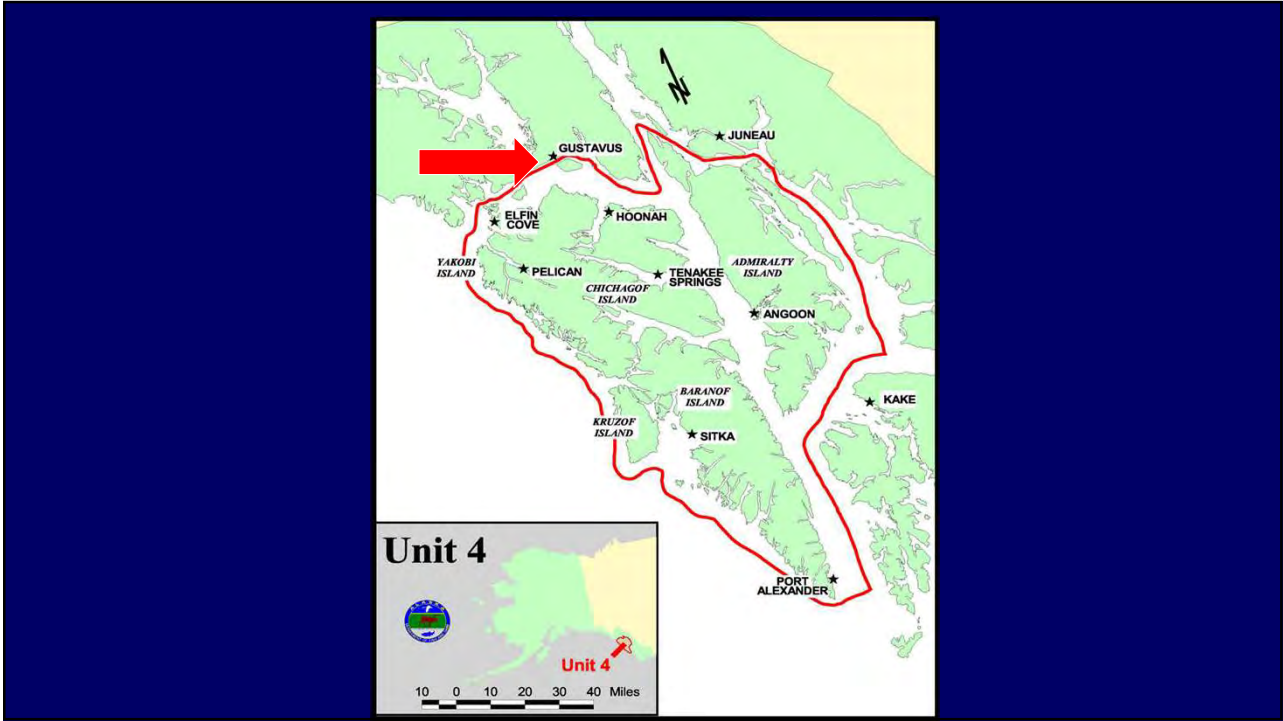 N
JUNEAU
GUSTAVUS
ELFIN
COVE
HOONAH
YAKOBI
ISLAND
PELICAN
TENAKEE
SPRINGS
ADMIRALTY
ISLAND
CHICHAGOF
ISLAND
ANGOON
BARANOF
ISLAND
KAKE
KRUZOF
ISLAND
SITKA
PORT
ALEXANDER
Unit 4
Unit 4
10 0 10 20 30 40 Miles